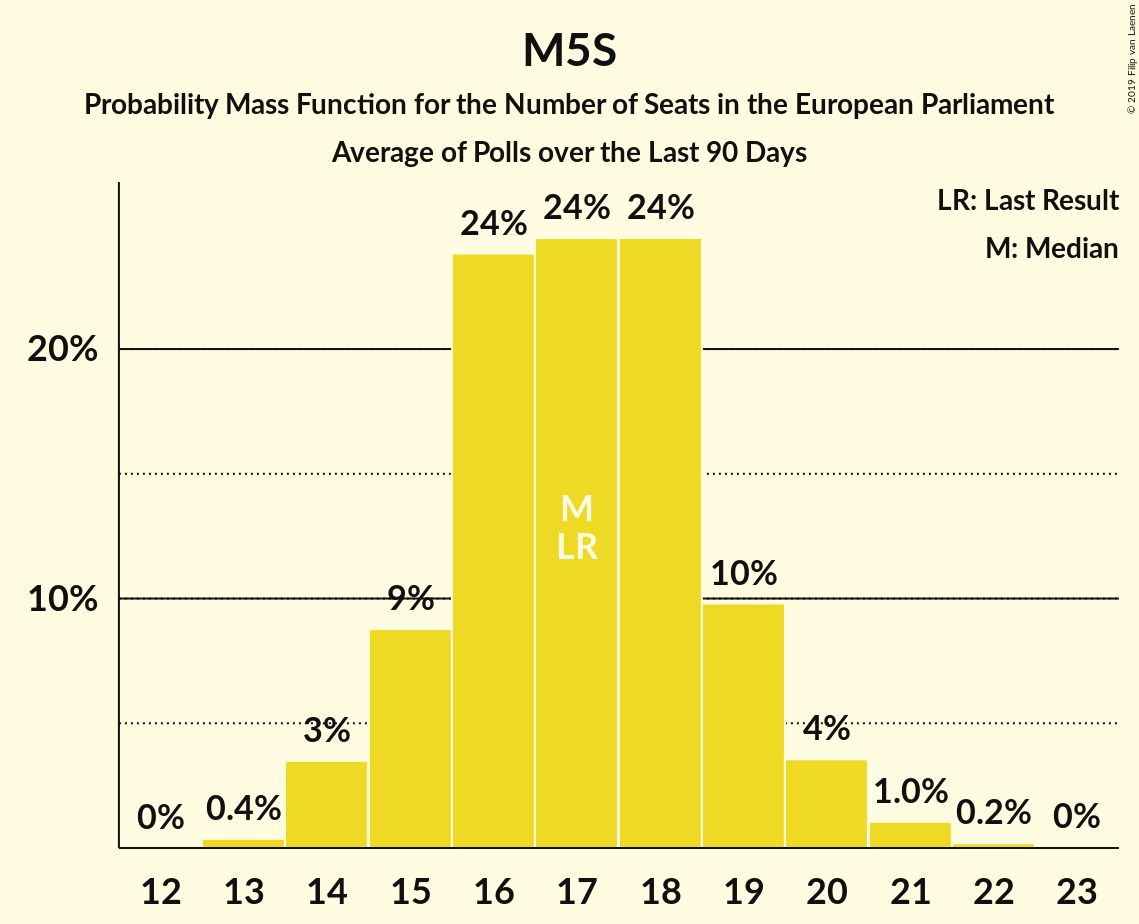 M5S
Probability Mass Function for the Number of Seats in the European Parliament
Average of Polls over the Last 90 Days
© 2019 Filip van Laenen
LR: Last Result
M: Median
20%
10%
0%
0.4%
3%
9%
24%
24%
24%
10%
4%
1.0%
0.2%
0%
M
LR
12 13 14 15 16 17 18 19 20 21 22 23